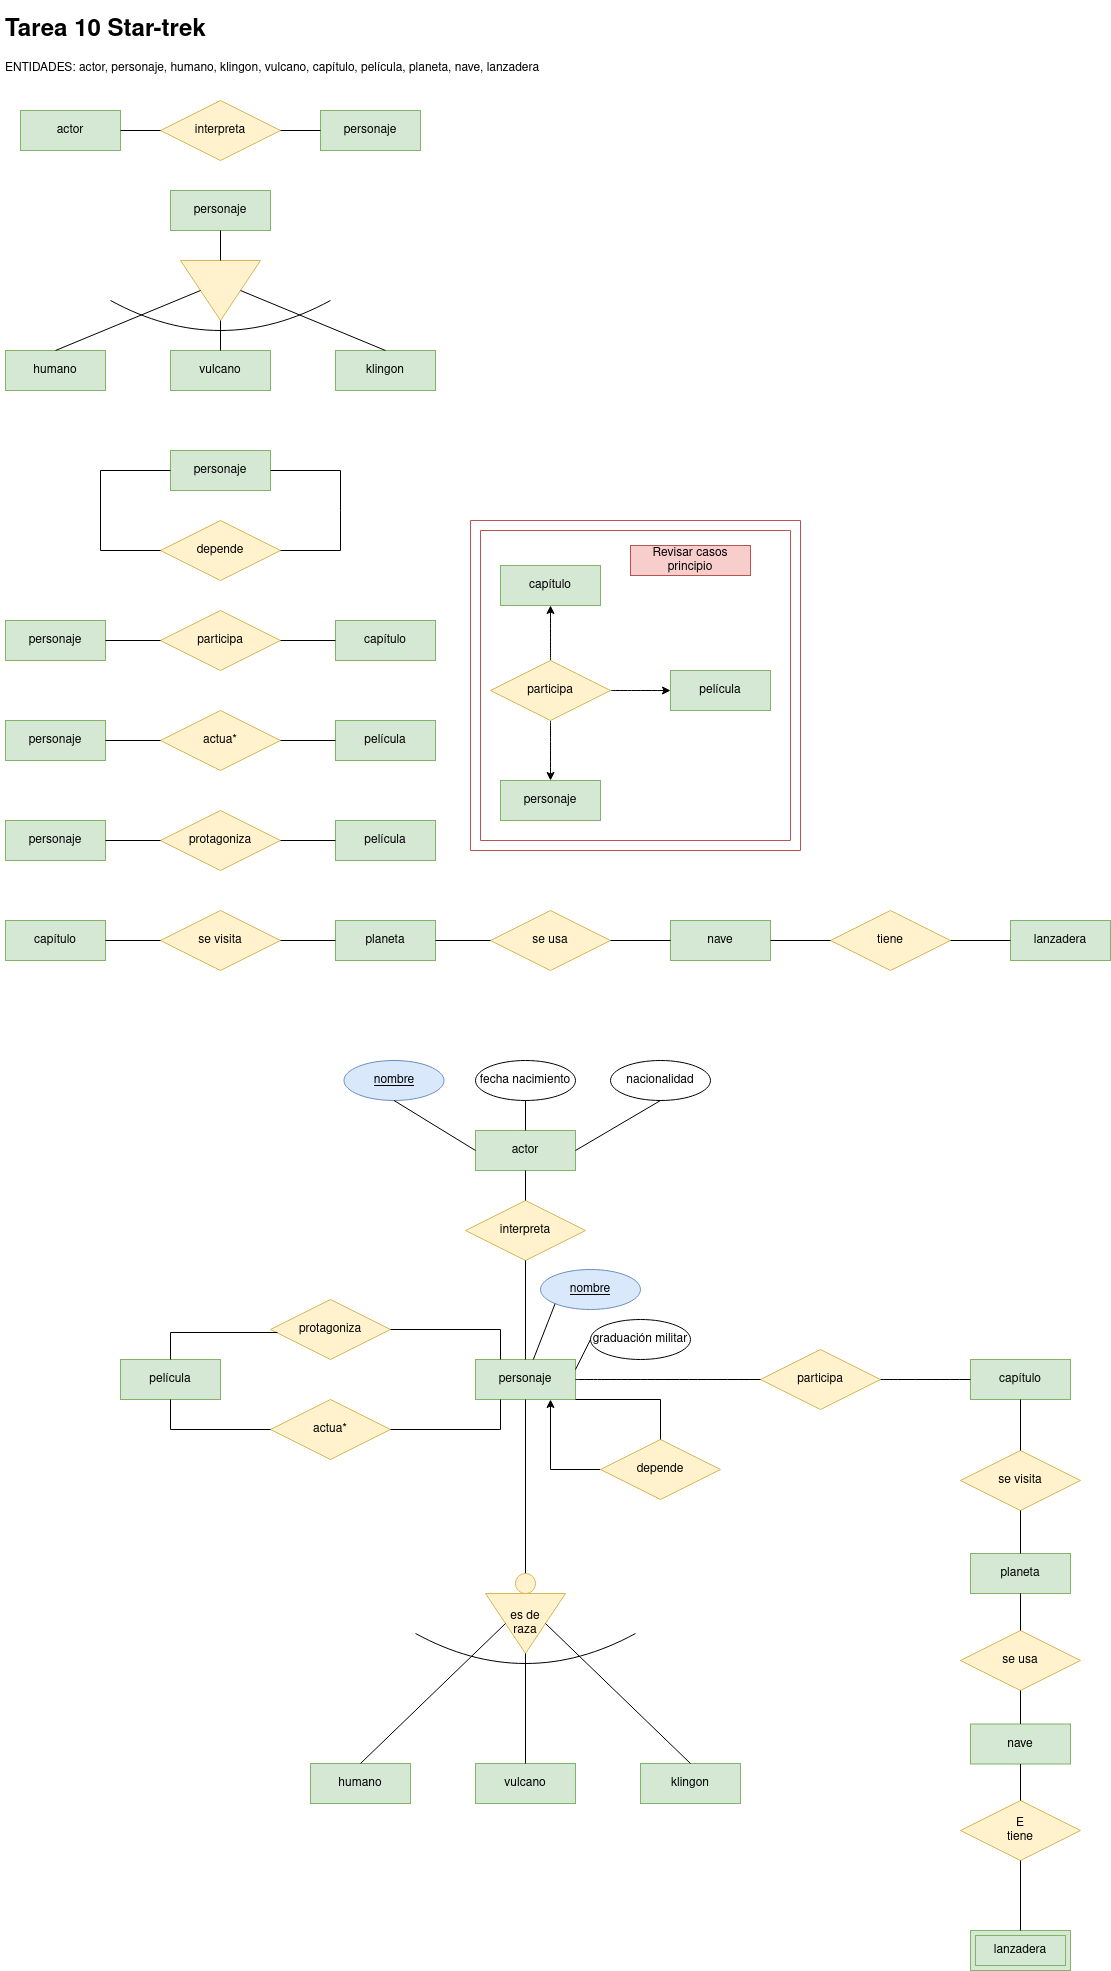 Tarea 10 Star-trek
ENTIDADES: actor, personaje, humano, klingon, vulcano, capítulo, película, planeta, nave, lanzadera
actor
interpreta
personaje
personaje
humano
vulcano
klingon
personaje
depende
Revisar casos
principio
capítulo
participa
película
personaje
personaje
participa
capítulo
personaje
actua*
película
personaje
protagoniza
película
capítulo
se visita
planeta
se usa
nave
tiene
lanzadera
nombre
fecha nacimiento
nacionalidad
actor
interpreta
nombre
protagoniza
graduación militar
película
personaje
participa
capítulo
actua*
depende
se visita
planeta
es de
raza
se usa
nave
humano
vulcano
klingon
E
tiene
lanzadera